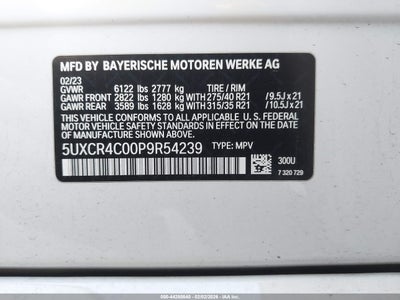 MFD BY BAYERISCHE MOTOREN WERKE AG
02/23
GVWR 6122 lbs 2777 kg TIRE / RIM
GAWR FRONT 2822 lbs 1280 kg 275/40 R21 / 9.5J x 21
GAWR REAR 3589 lbs 1628 kg 315/35 R21 / 10.5J x 21
THIS VEHICLE CONFORMS TO ALL APPLICABLE U. S. FEDERAL
MOTOR VEHICLE SAFETY STANDARDS IN EFFECT ON THE DATE OF
MANUFACTURE SHOWN ABOVE.
5UXCR4C00P9R54239 TYPE: MPV 300U
7 320 729